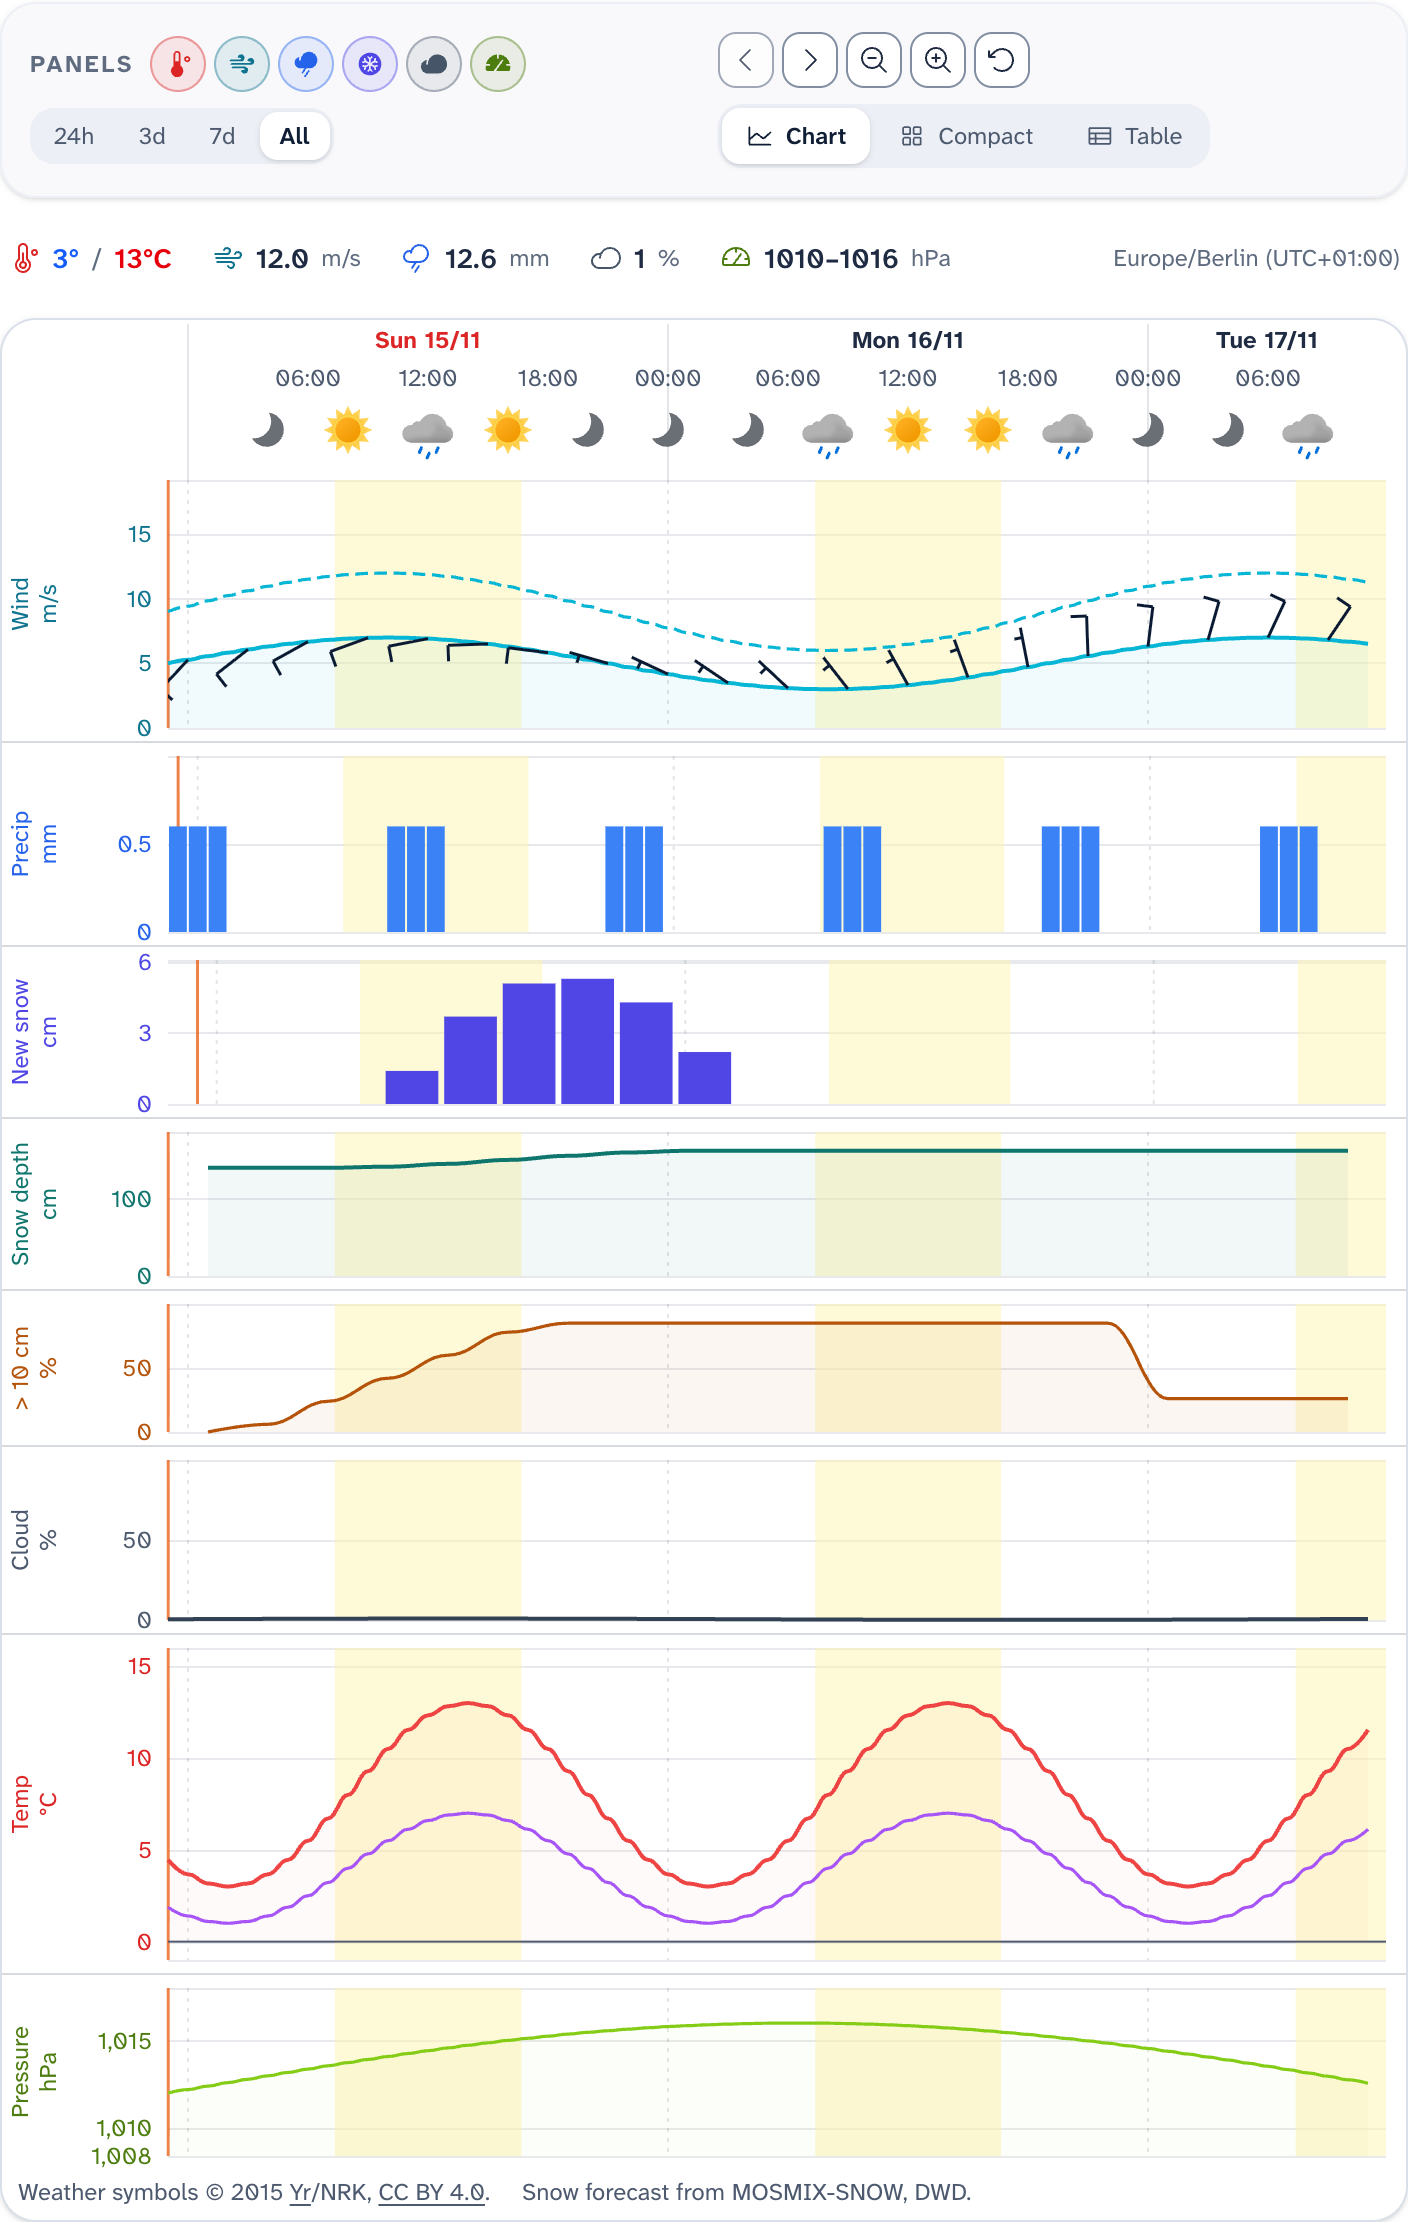 PANELS
24h 3d 7d All
Chart Compact Table
3° / 13°C 12.0 m/s 12.6 mm 1 % 1010–1016 hPa Europe/Berlin (UTC+01:00)
Sun 15/11 Mon 16/11 Tue 17/11
06:00 12:00 18:00 00:00 06:00 12:00 18:00 00:00 06:00
Wind
m/s
15
10
5
0
Precip
mm
0.5
0
New snow
cm
6
3
0
Snow depth
cm
100
0
> 10 cm
%
50
0
Cloud
%
50
0
Temp
°C
15
10
5
0
Pressure
hPa
1,015
1,010
1,008
Weather symbols © 2015 Yr/NRK, CC BY 4.0. Snow forecast from MOSMIX-SNOW, DWD.